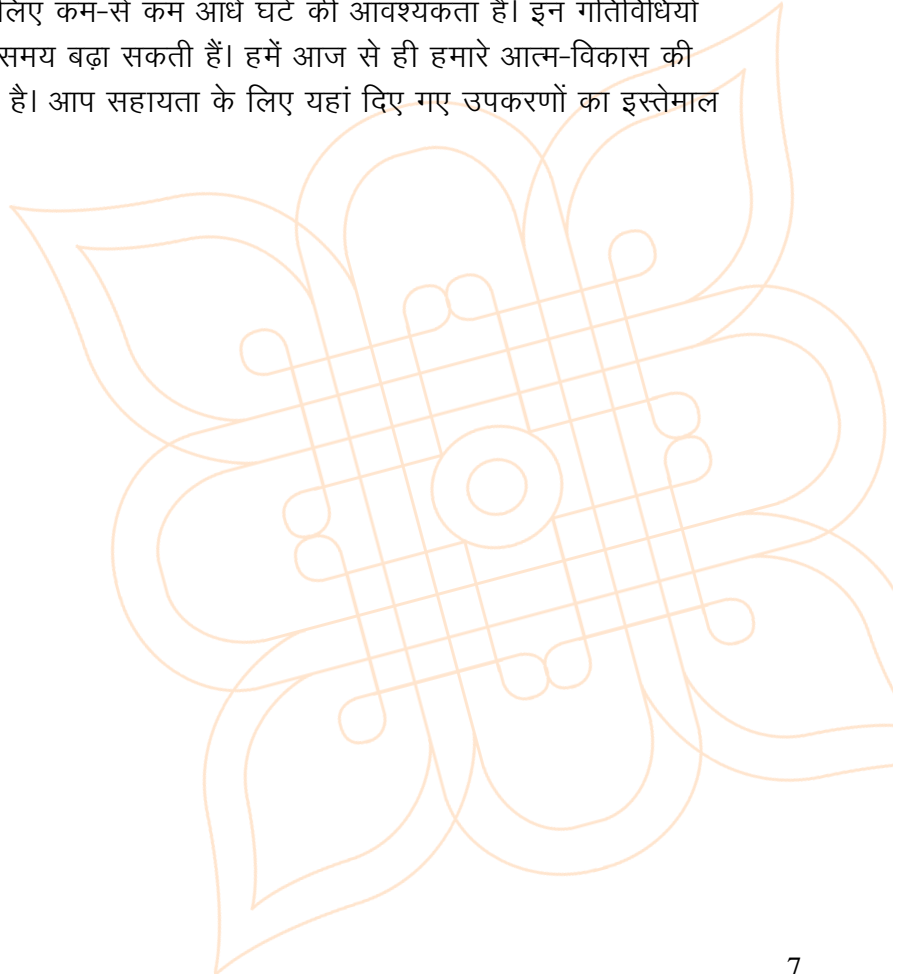 लिए कम-से कम आधे घंटे की आवश्यकता है। इन गतिविधियों
समय बढ़ा सकती हैं। हमें आज से ही हमारे आत्म-विकास की
है। आप सहायता के लिए यहां दिए गए उपकरणों का इस्तेमाल
7